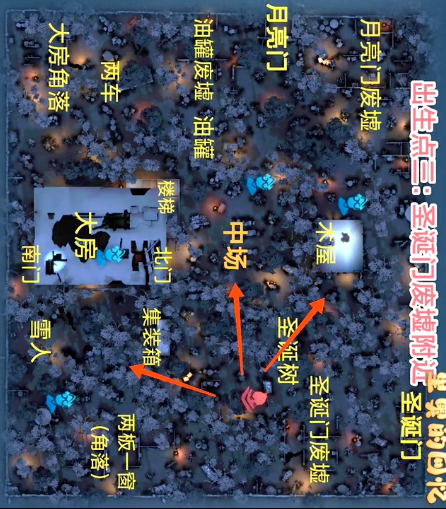 出生点三:圣诞门废墟附近
圣诞门
月亮门废墟
木屋
圣诞门废墟
月亮门
圣诞树
中场
油罐废墟
油罐
楼梯
北门
集装箱
两车
大房
两板一窗
(角落)
大房角落
南门
雪人